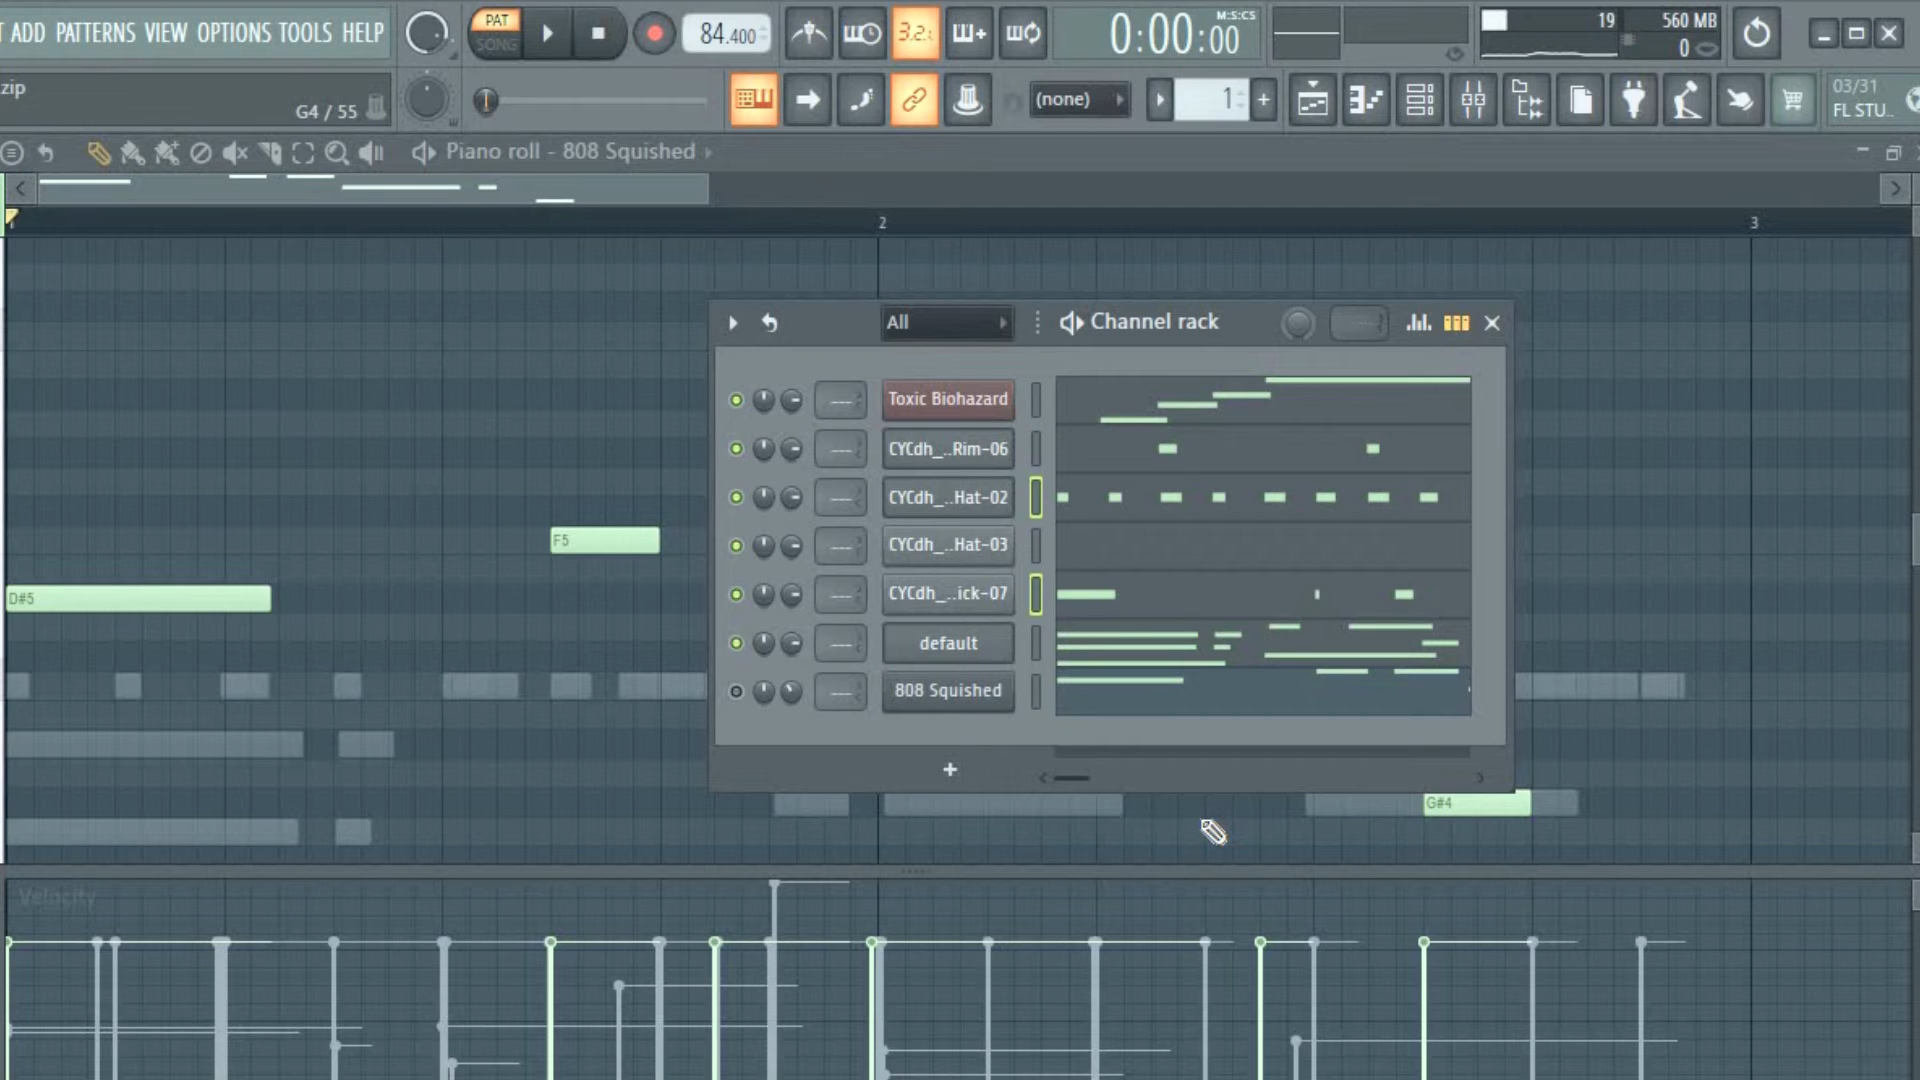 ADD PATTERNS VIEW OPTIONS TOOLS HELP
PAT
SONG
84.400
3.2.
0:00:00
M:S:CS
19
560 MB
0
zip
G4 / 55
(none)
1
+
03/31
FL STU..
Piano roll - 808 Squished
2
3
All
Channel rack
Toxic Biohazard
CYCdh_..Rim-06
CYCdh_..Hat-02
CYCdh_..Hat-03
CYCdh_..ick-07
default
808 Squished
+
F5
D#5
G#4
Velocity